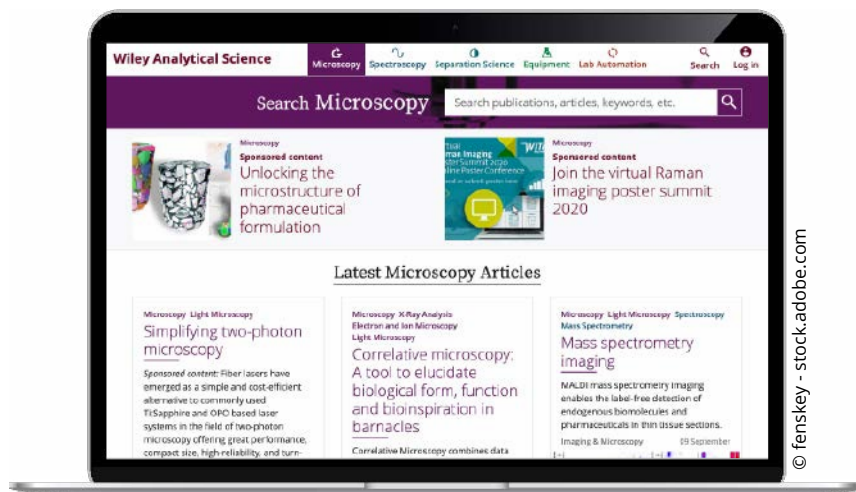 Wiley Analytical Science
Microscopy
Spectroscopy
Separation Science
Equipment
Lab Automation
Search
Log in
Search Microscopy
Search publications, articles, keywords, etc.
Microscopy
Sponsored content
Unlocking the
microstructure of
pharmaceutical
formulation
Poster Summit 2020
Microscopy
Sponsored content
Join the virtual Raman
imaging poster summit
2020
Latest Microscopy Articles
Microscopy Light Microscopy
Simplifying two-photon
microscopy
Sponsored content: Fiber lasers have
emerged as a simple and cost-efficient
alternative to commonly used
Ti:Sapphire and OPO based laser
systems in the field of two-photon
microscopy offering great performance,
compact size, high-reliability, and turn-
Microscopy X-Ray Analysis
Electron and Ion Microscopy
Light Microscopy
Correlative microscopy:
A tool to elucidate
biological form, function
and bioinspiration in
barnacles
Correlative Microscopy combines data
Microscopy Light Microscopy Spectroscopy
Mass Spectrometry
Mass spectrometry
imaging
MALDI mass spectrometry imaging
enables the label-free detection of
endogenous biomolecules and
pharmaceuticals in thin tissue sections.
Imaging & Microscopy 09 September
© fenskey - stock.adobe.com